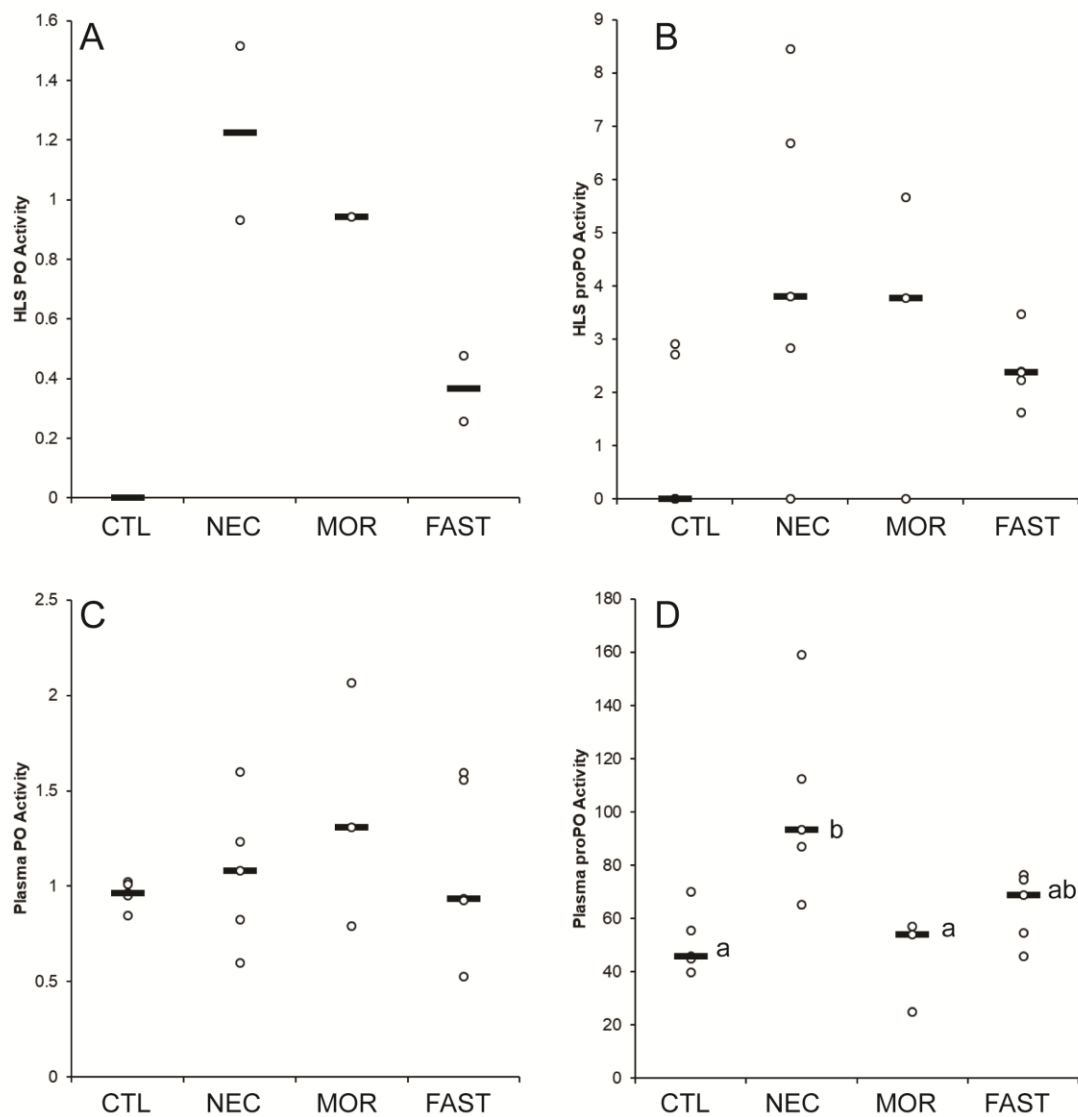 A
HLS PO Activity
1.6
1.4
1.2
1
0.8
0.6
0.4
0.2
0
CTL NEC MOR FAST
B
HLS proPO Activity
9
8
7
6
5
4
3
2
1
0
CTL NEC MOR FAST
C
Plasma PO Activity
2.5
2
1.5
1
0.5
0
CTL NEC MOR FAST
D
Plasma proPO Activity
180
160
140
120
100
80
60
40
20
0
a
b
a
ab
CTL NEC MOR FAST